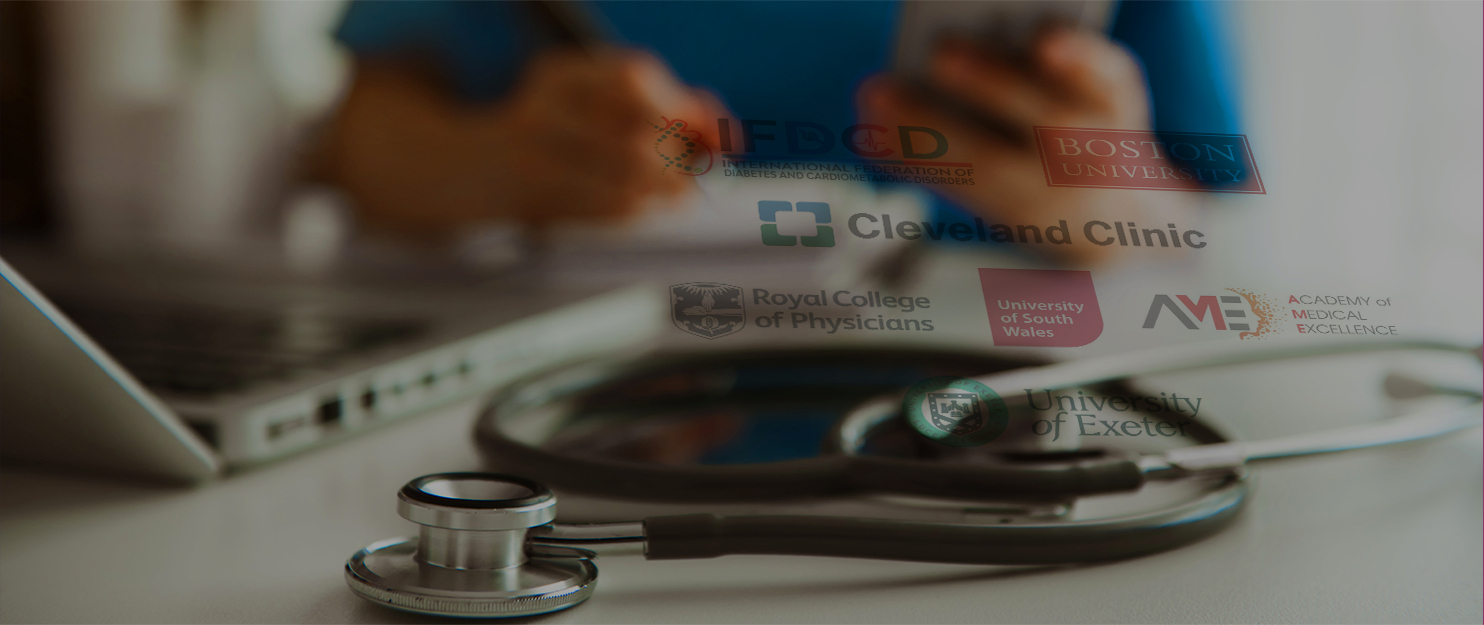 IFDCD
INTERNATIONAL FEDERATION OF
DIABETES AND CARDIOMETABOLIC DISORDERS
BOSTON
UNIVERSITY
Cleveland Clinic
Royal College
of Physicians
University
of South
Wales
AME
ACADEMY of
MEDICAL
EXCELLENCE
University
of Exeter